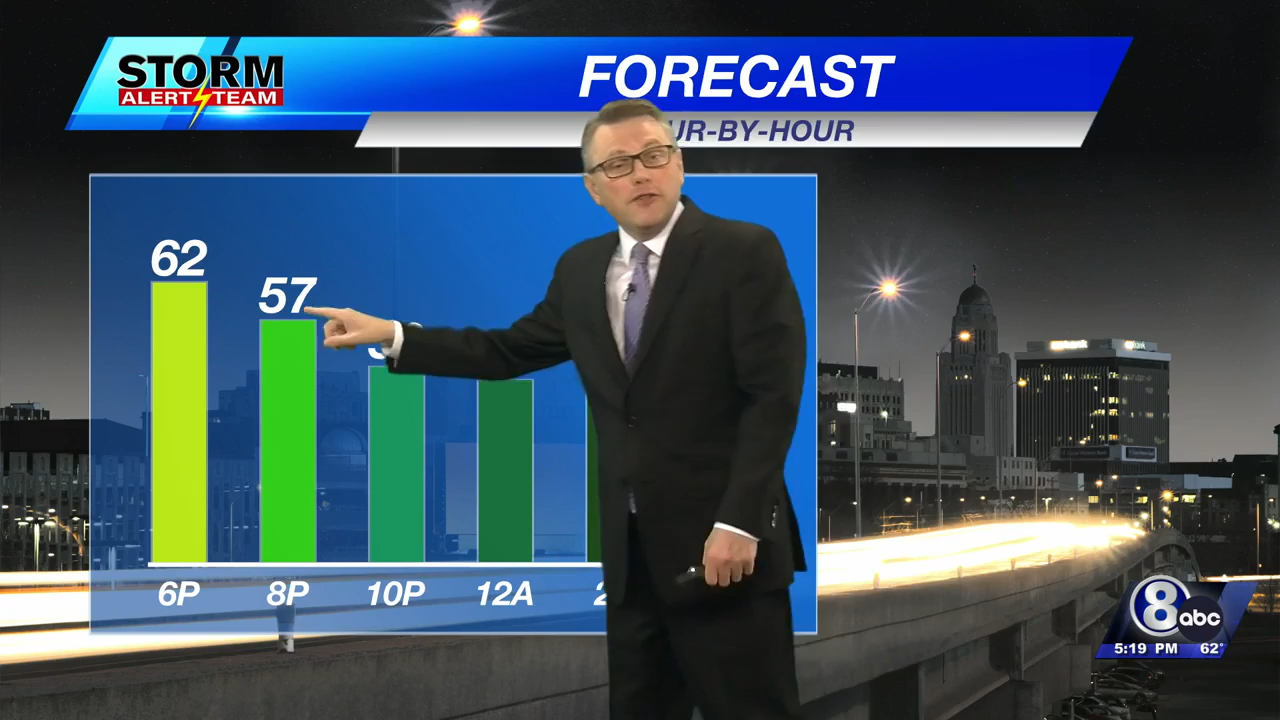 STORM
ALERT TEAM
FORECAST
UR-BY-HOUR
62
57
6P
8P
10P
12A
2
8 abc
5:19 PM 62°